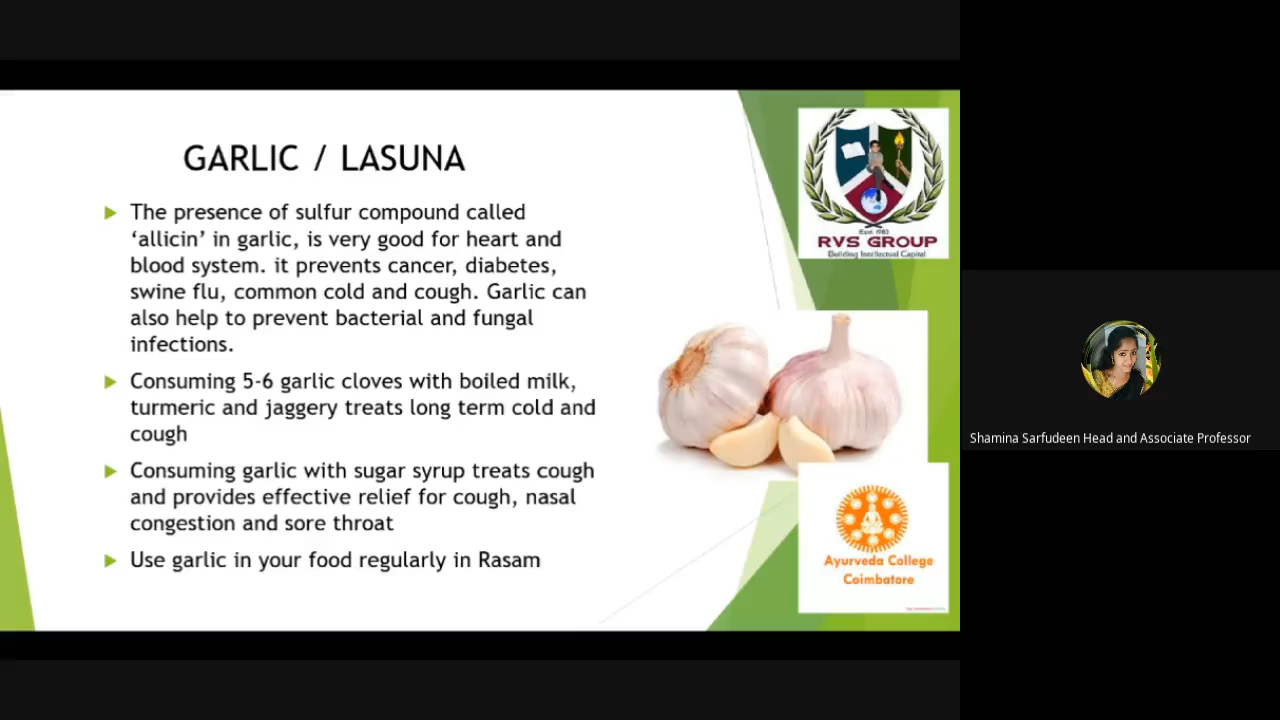 GARLIC / LASUNA
The presence of sulfur compound called
‘allicin’ in garlic, is very good for heart and
blood system. it prevents cancer, diabetes,
swine flu, common cold and cough. Garlic can
also help to prevent bacterial and fungal
infections.
Consuming 5-6 garlic cloves with boiled milk,
turmeric and jaggery treats long term cold and
cough
Consuming garlic with sugar syrup treats cough
and provides effective relief for cough, nasal
congestion and sore throat
Use garlic in your food regularly in Rasam
Estd. 1983
RVS GROUP
Building Intellectual Capital
Ayurveda College
Coimbatore
Shamina Sarfudeen Head and Associate Professor